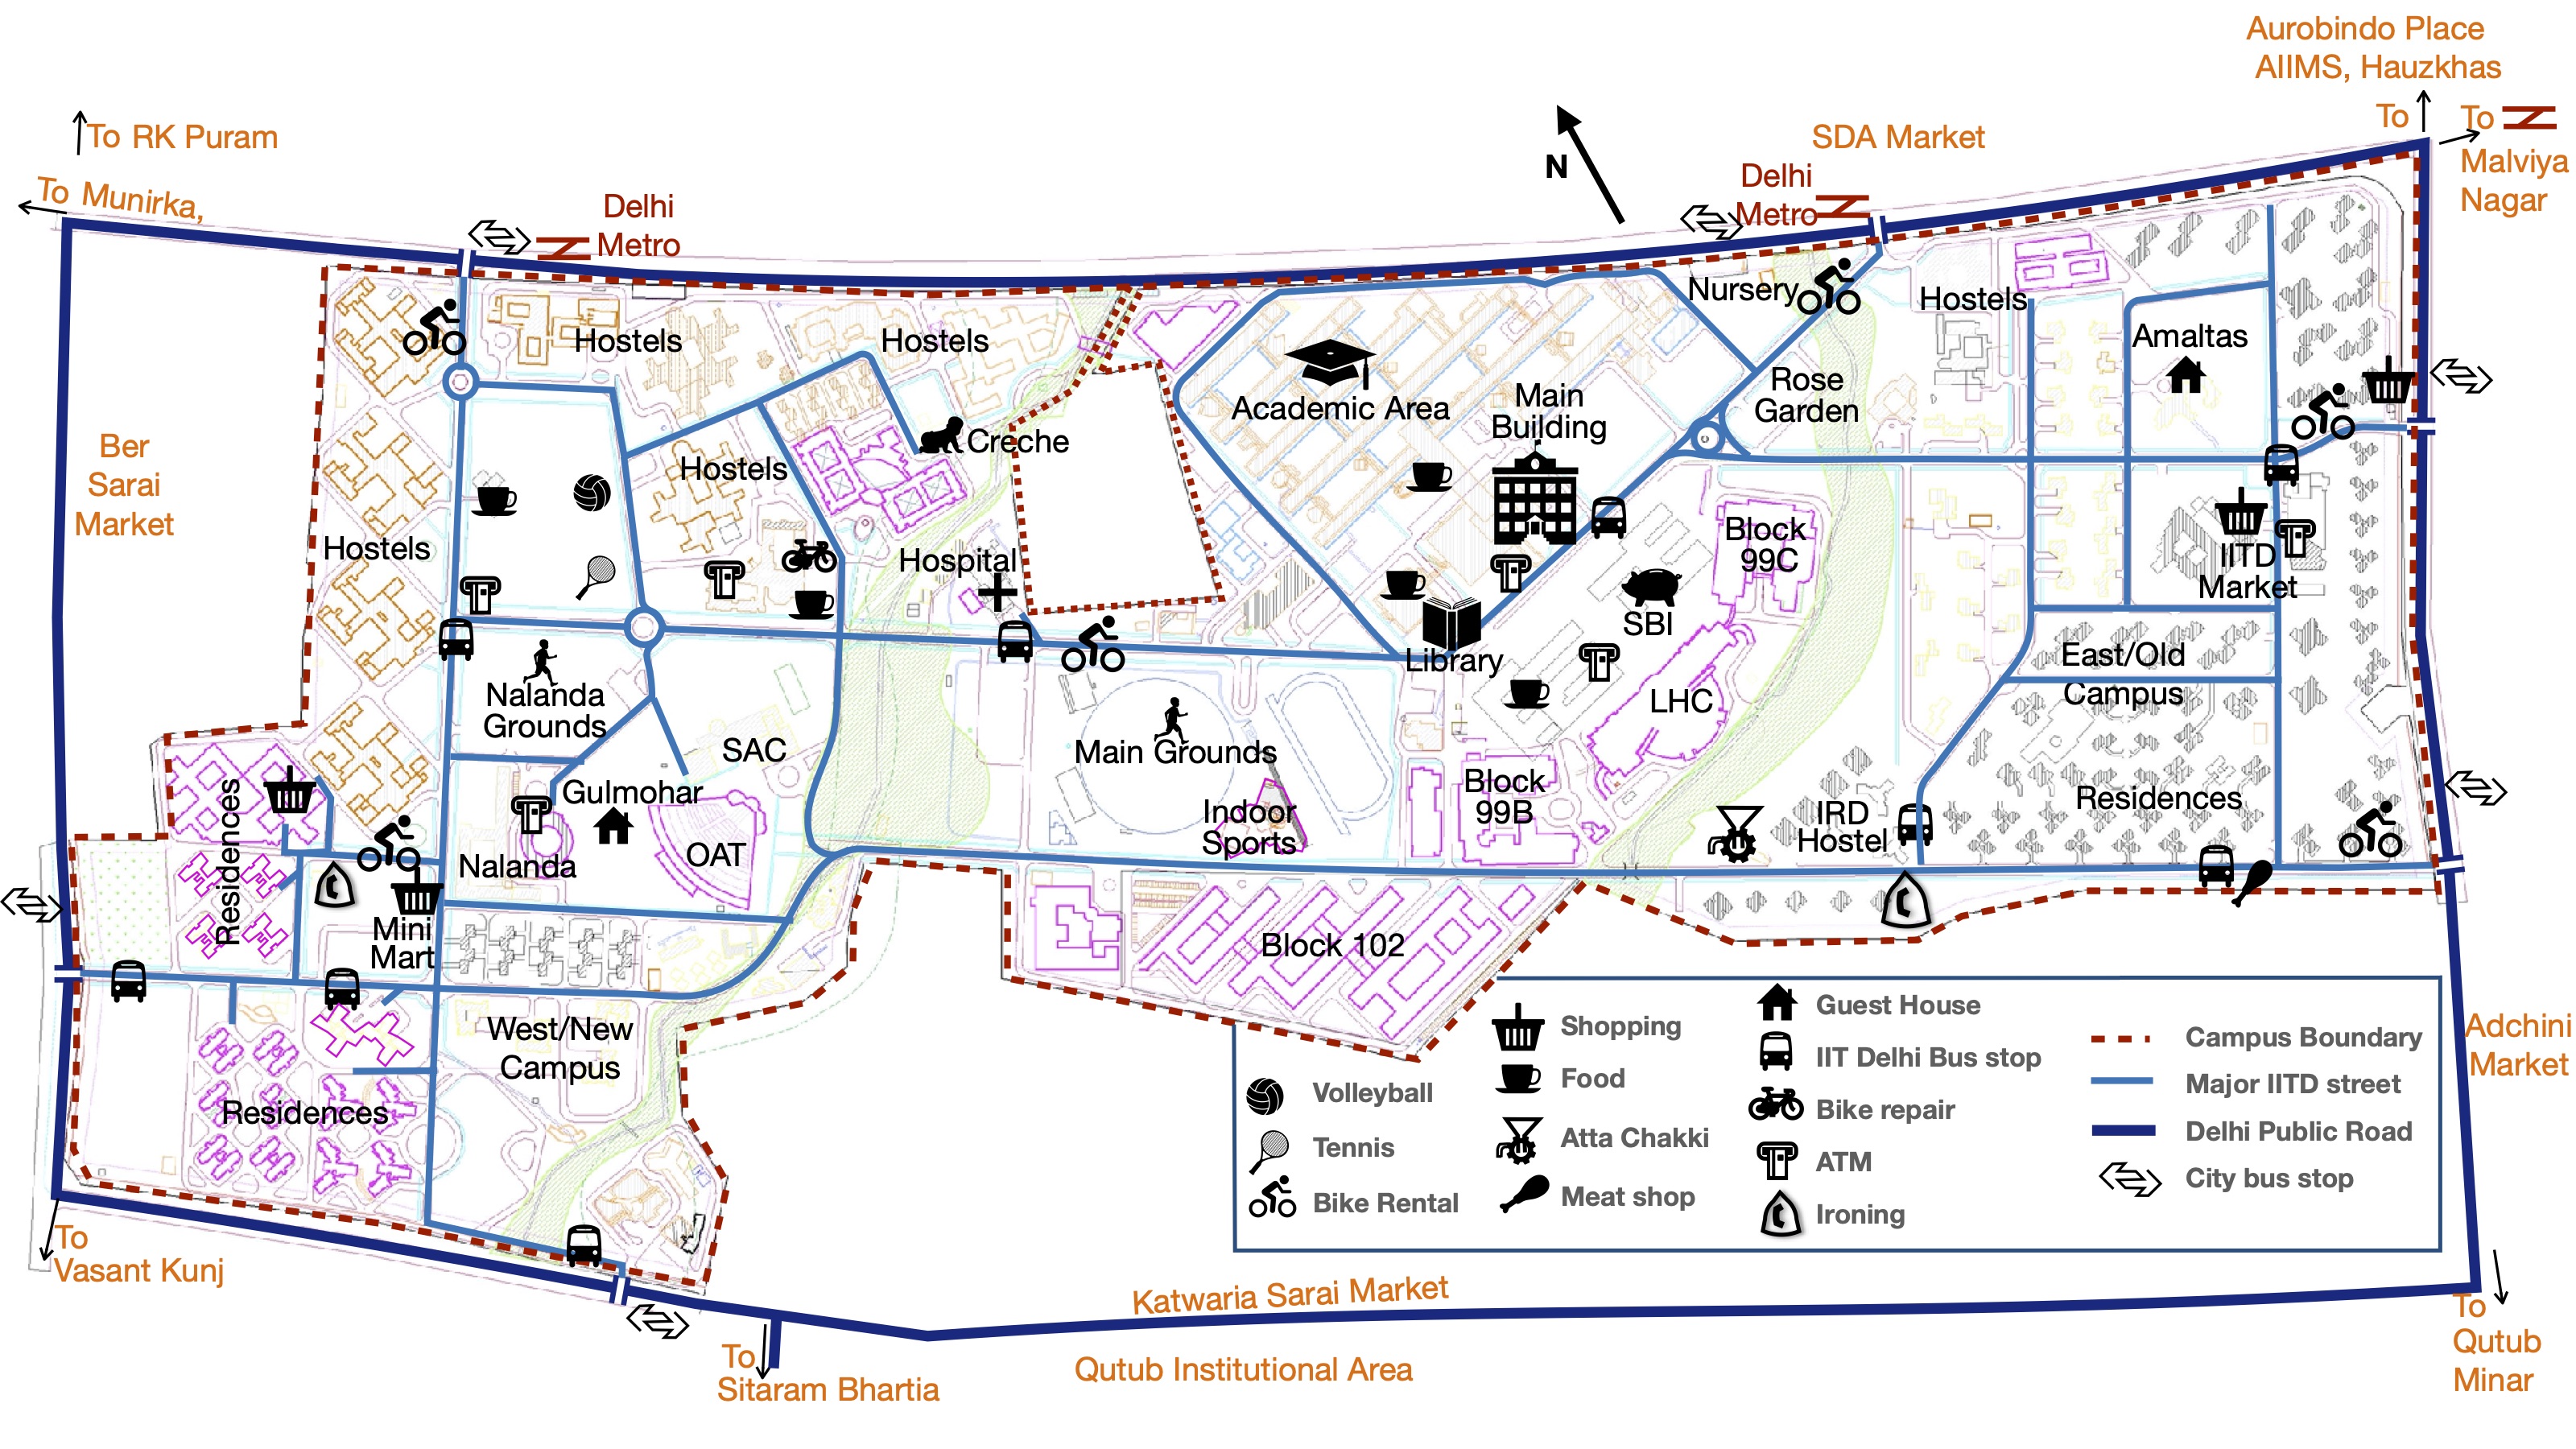 Aurobindo Place
AIIMS, Hauzkhas
To
To
Malviya
Nagar
To RK Puram
To Munirka,
SDA Market
N
Delhi
Metro
Delhi
Metro
Nursery
Hostels
Hostels
Hostels
Amaltas
Academic Area
Main
Building
Rose
Garden
Creche
Ber
Sarai
Market
Hostels
Hostels
Hospital
Block
99C
SBI
IITD
Market
Library
East/Old
Campus
Nalanda
Grounds
SAC
Main Grounds
LHC
Gulmohar
Indoor
Sports
Block
99B
IRD
Hostel
Residences
Residences
Nalanda
OAT
Mini
Mart
Block 102
West/New
Campus
Residences
Shopping
Food
Atta Chakki
Meat shop
Volleyball
Tennis
Bike Rental
Guest House
IIT Delhi Bus stop
Bike repair
ATM
Ironing
Campus Boundary
Major IITD street
Delhi Public Road
City bus stop
Adchini
Market
To
Vasant Kunj
Katwaria Sarai Market
To
Sitaram Bhartia
Qutub Institutional Area
To
Qutub
Minar